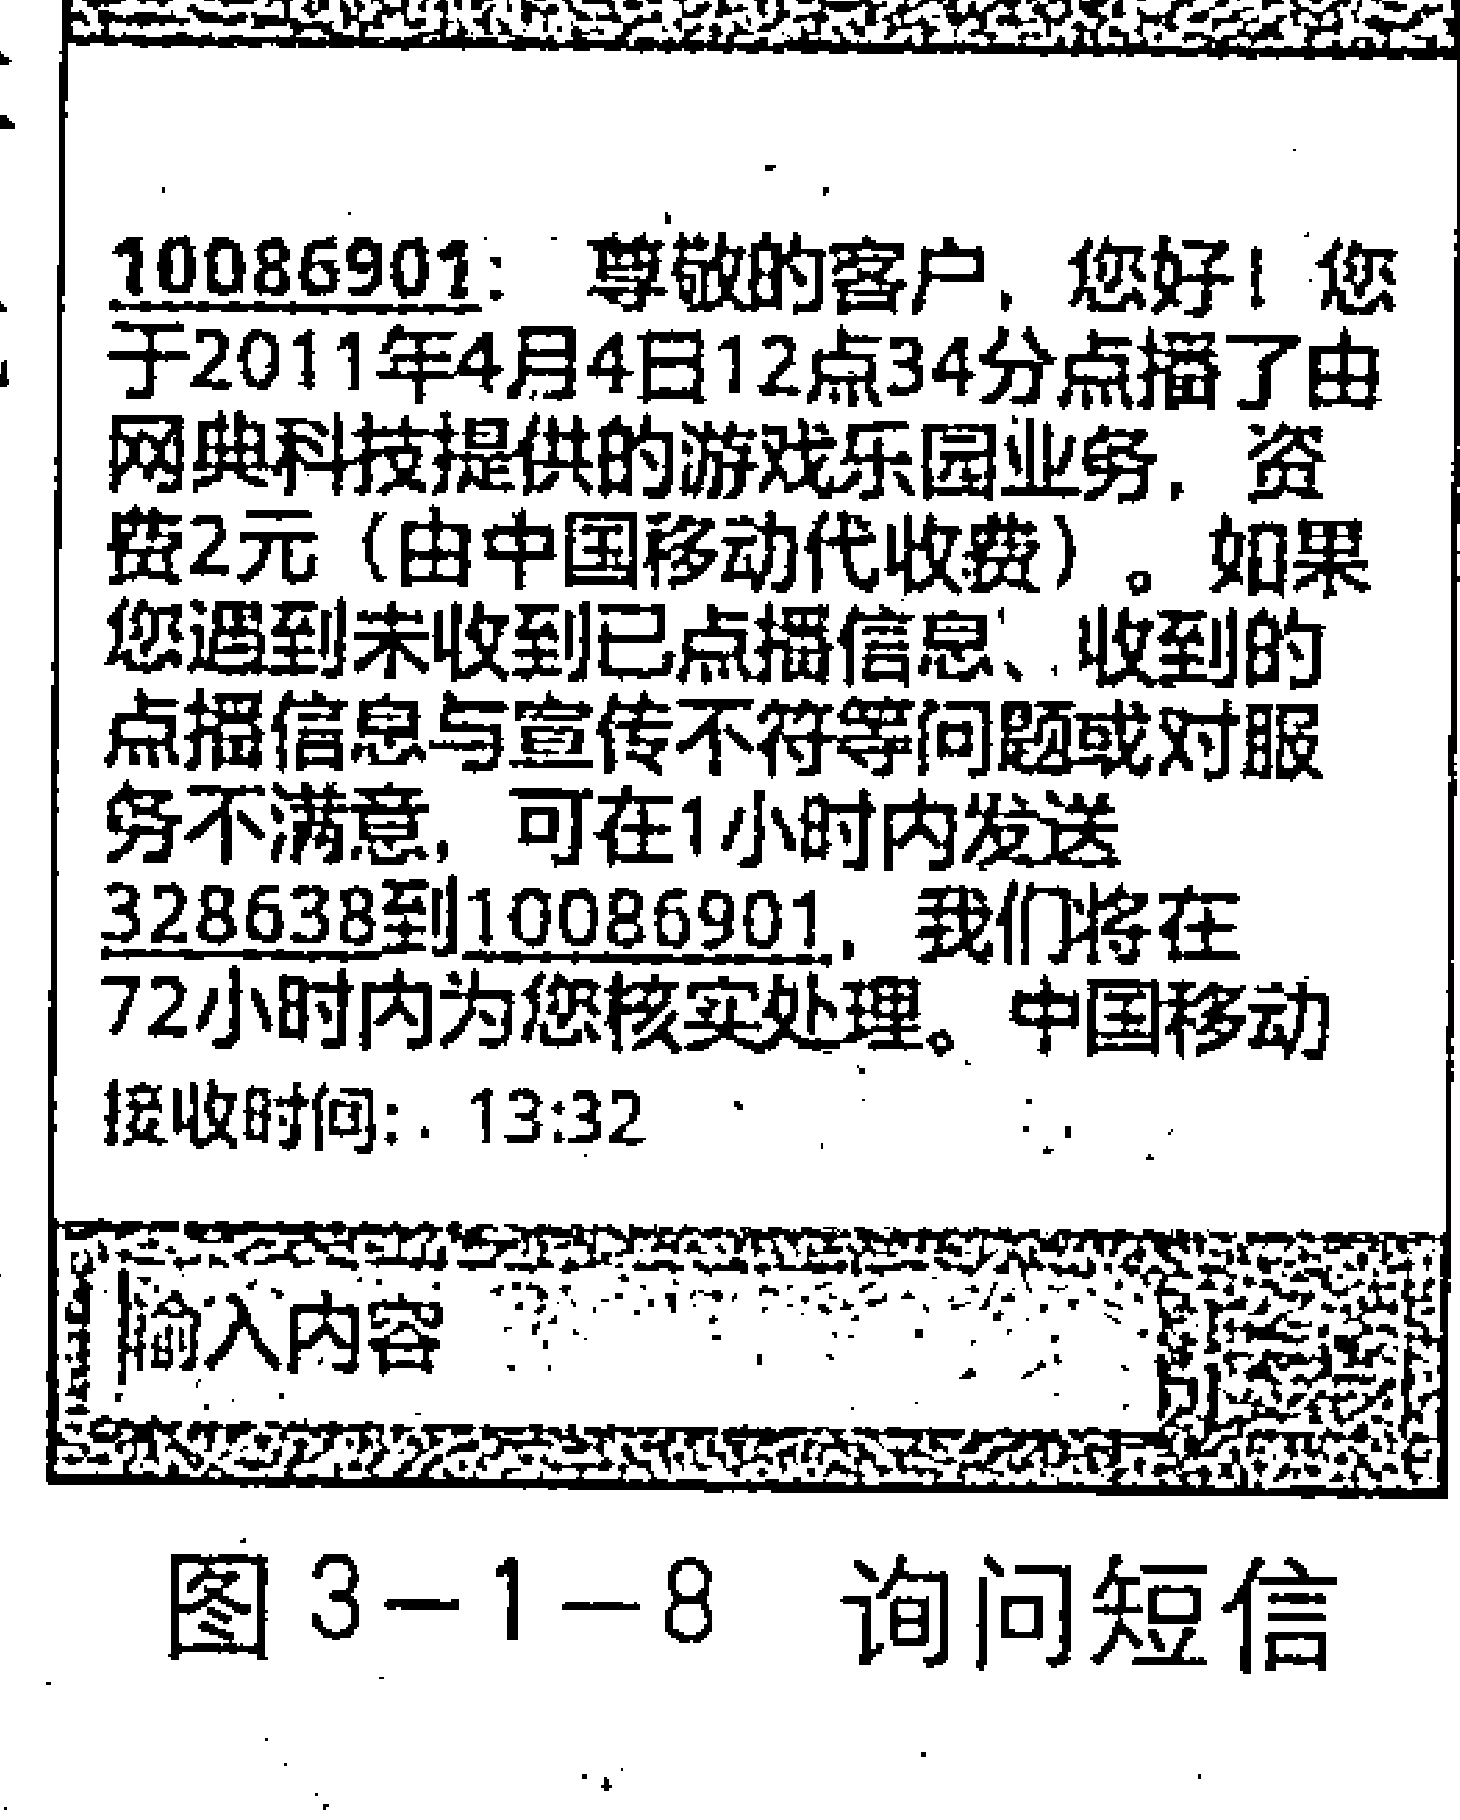 10086901: 尊敬的客户，您好！您
于2011年4月4日12点34分点播了由
网典科技提供的游戏乐园业务，资
费2元（由中国移动代收费）。如果
您遇到未收到已点播信息、收到的
点播信息与宣传不符等问题或对服
务不满意，可在1小时内发送
328638到10086901，我们将在
72小时内为您核实处理。中国移动
接收时间: 13:32
输入内容
图 3－1－8 询问短信